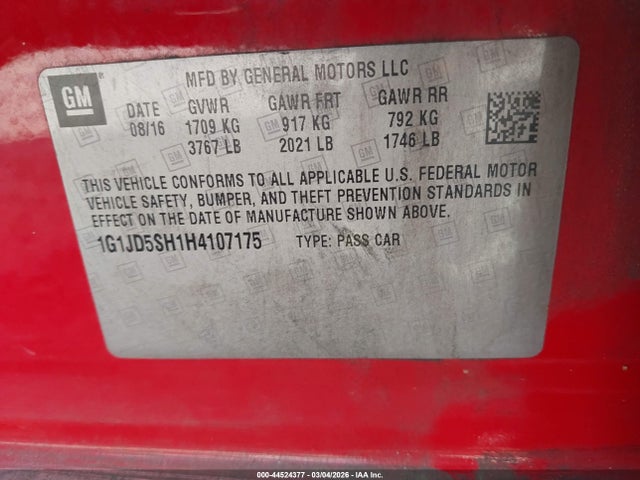 GM
MFD BY GENERAL MOTORS LLC
DATE GVWR GAWR FRT GAWR RR
08/16 1709 KG 917 KG 792 KG
3767 LB 2021 LB 1746 LB
THIS VEHICLE CONFORMS TO ALL APPLICABLE U.S. FEDERAL MOTOR
VEHICLE SAFETY, BUMPER, AND THEFT PREVENTION STANDARDS IN
EFFECT ON THE DATE OF MANUFACTURE SHOWN ABOVE.
1G1JD5SH1H4107175 TYPE: PASS CAR
000-44524377 - 03/04/2026 - IAA Inc.